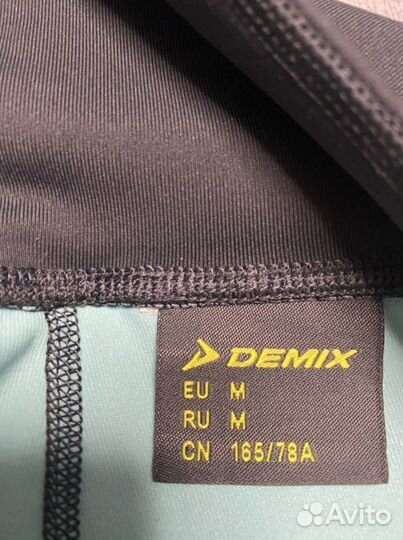 DEMIX
EU M
RU M
CN 165/78A
Avito